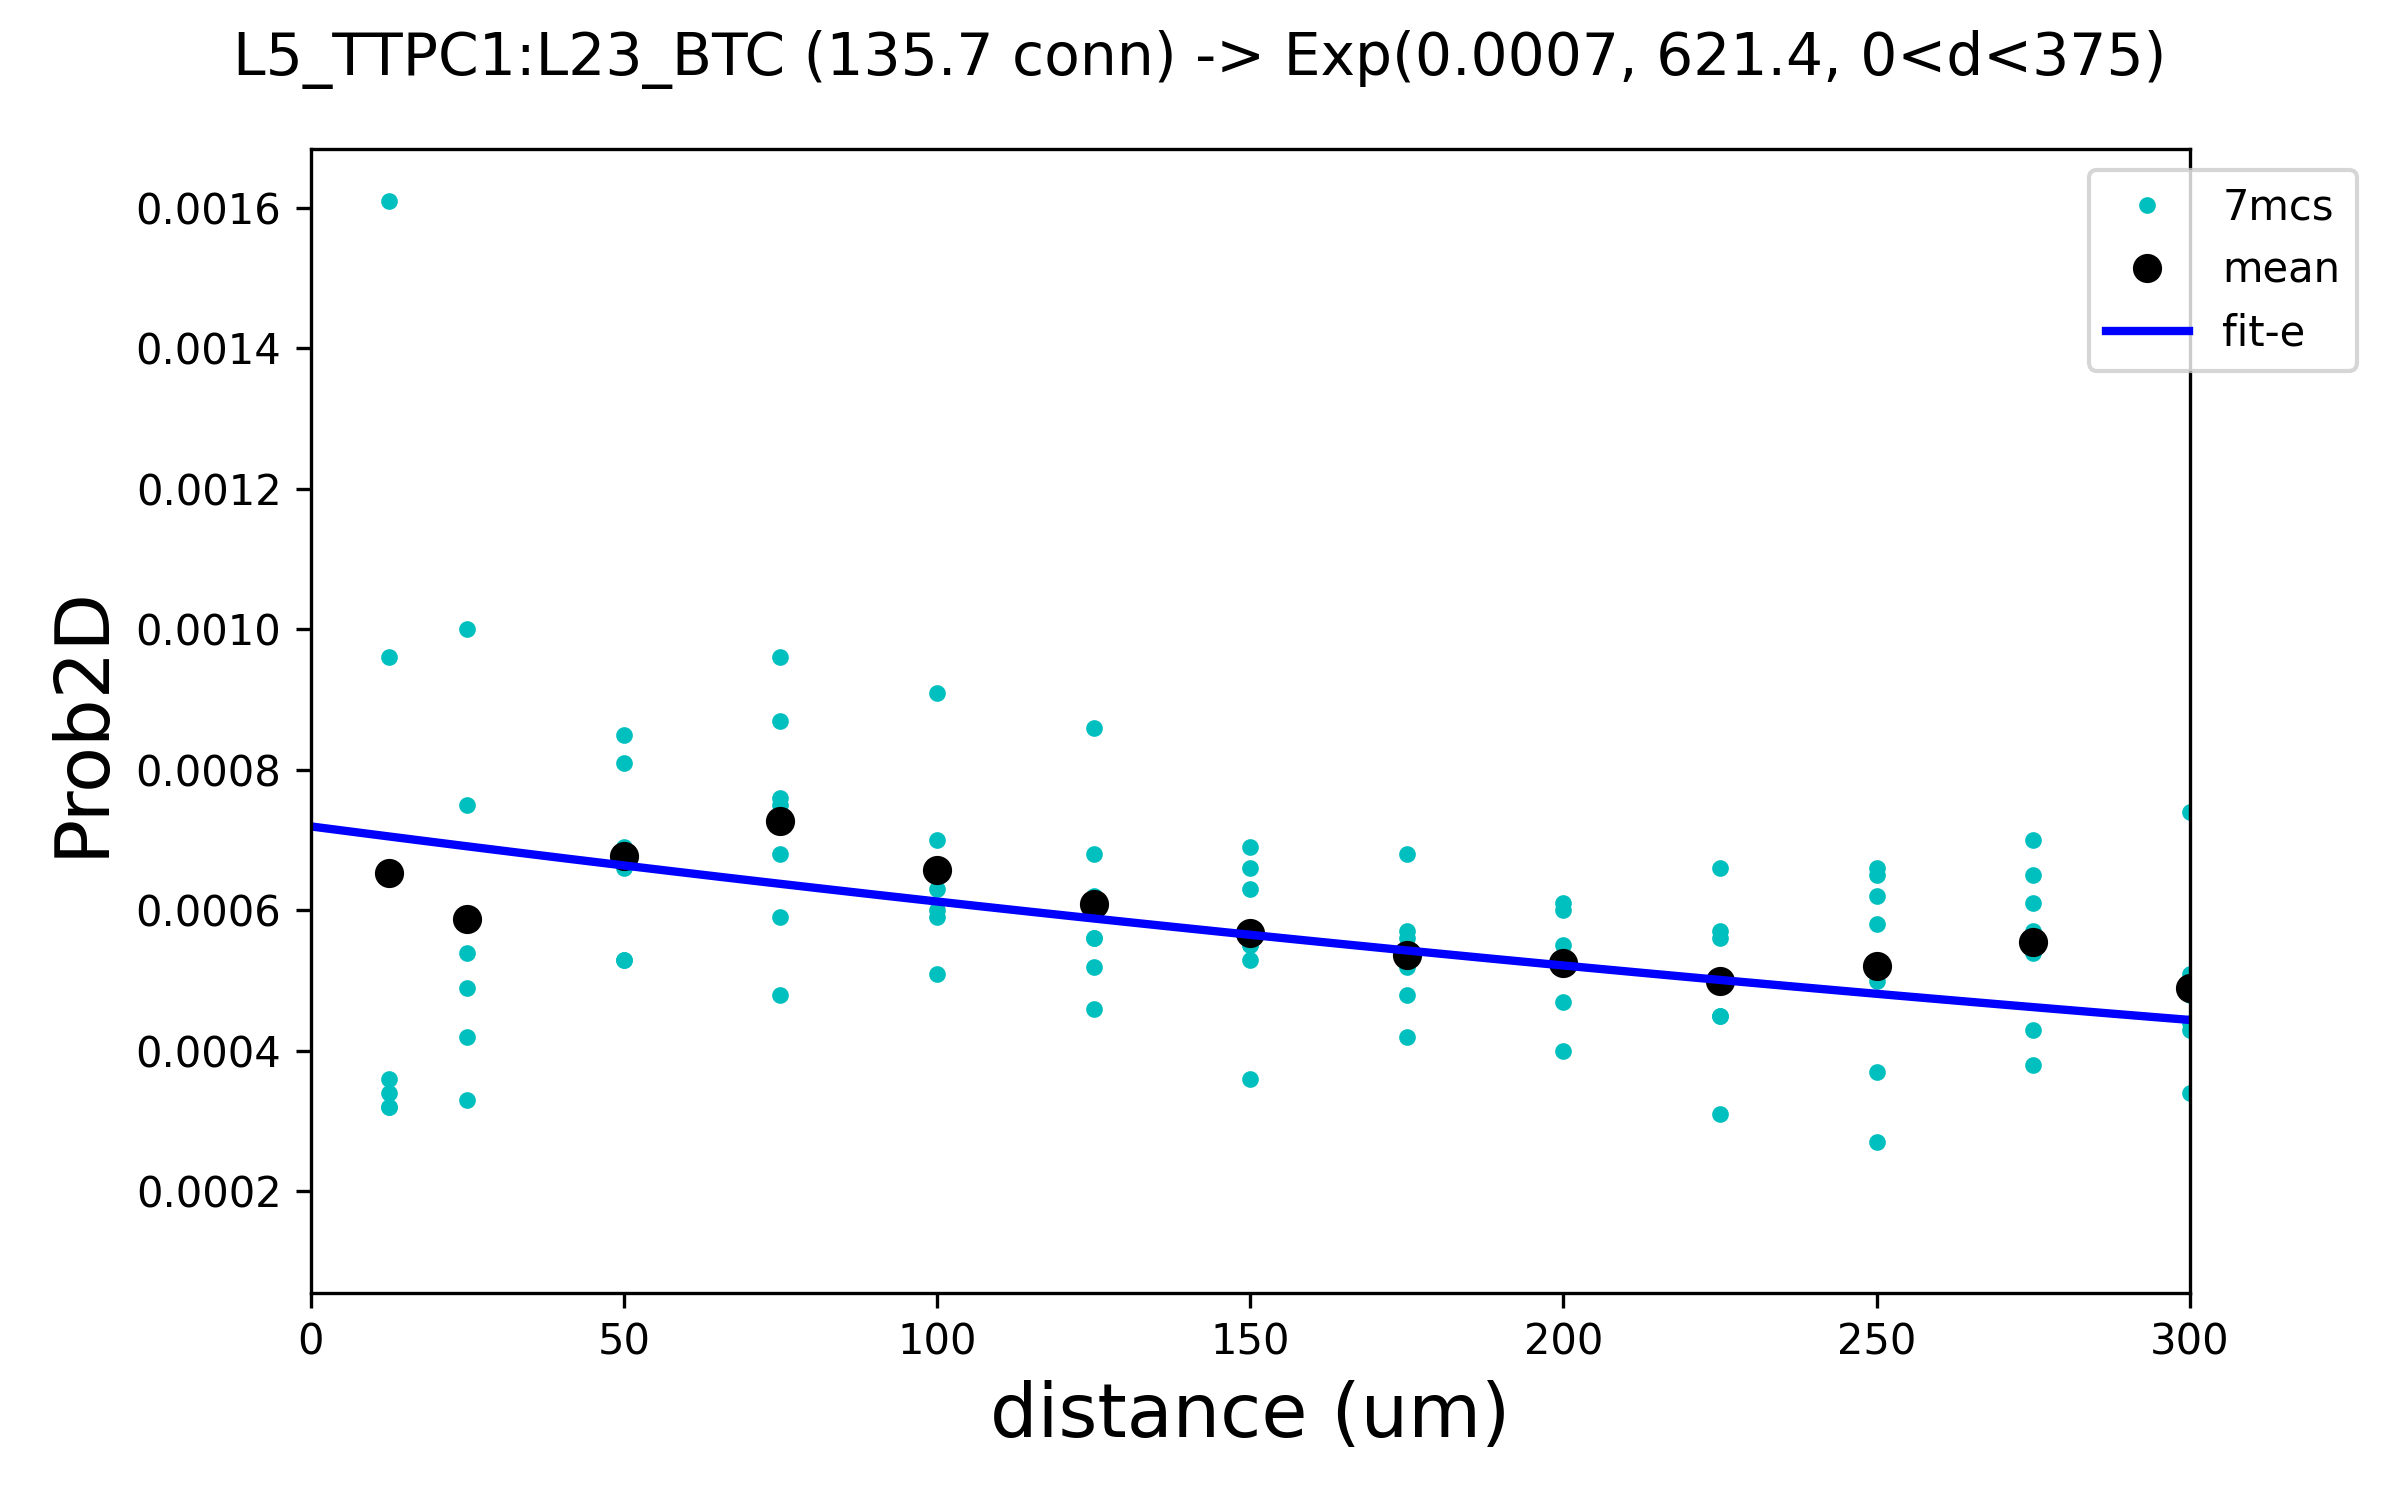 L5_TTPC1:L23_BTC (135.7 conn) -> Exp(0.0007, 621.4, 0<d<375)
7mcs
mean
fit-e
Prob2D
0.0016
0.0014
0.0012
0.0010
0.0008
0.0006
0.0004
0.0002
0 50 100 150 200 250 300
distance (um)